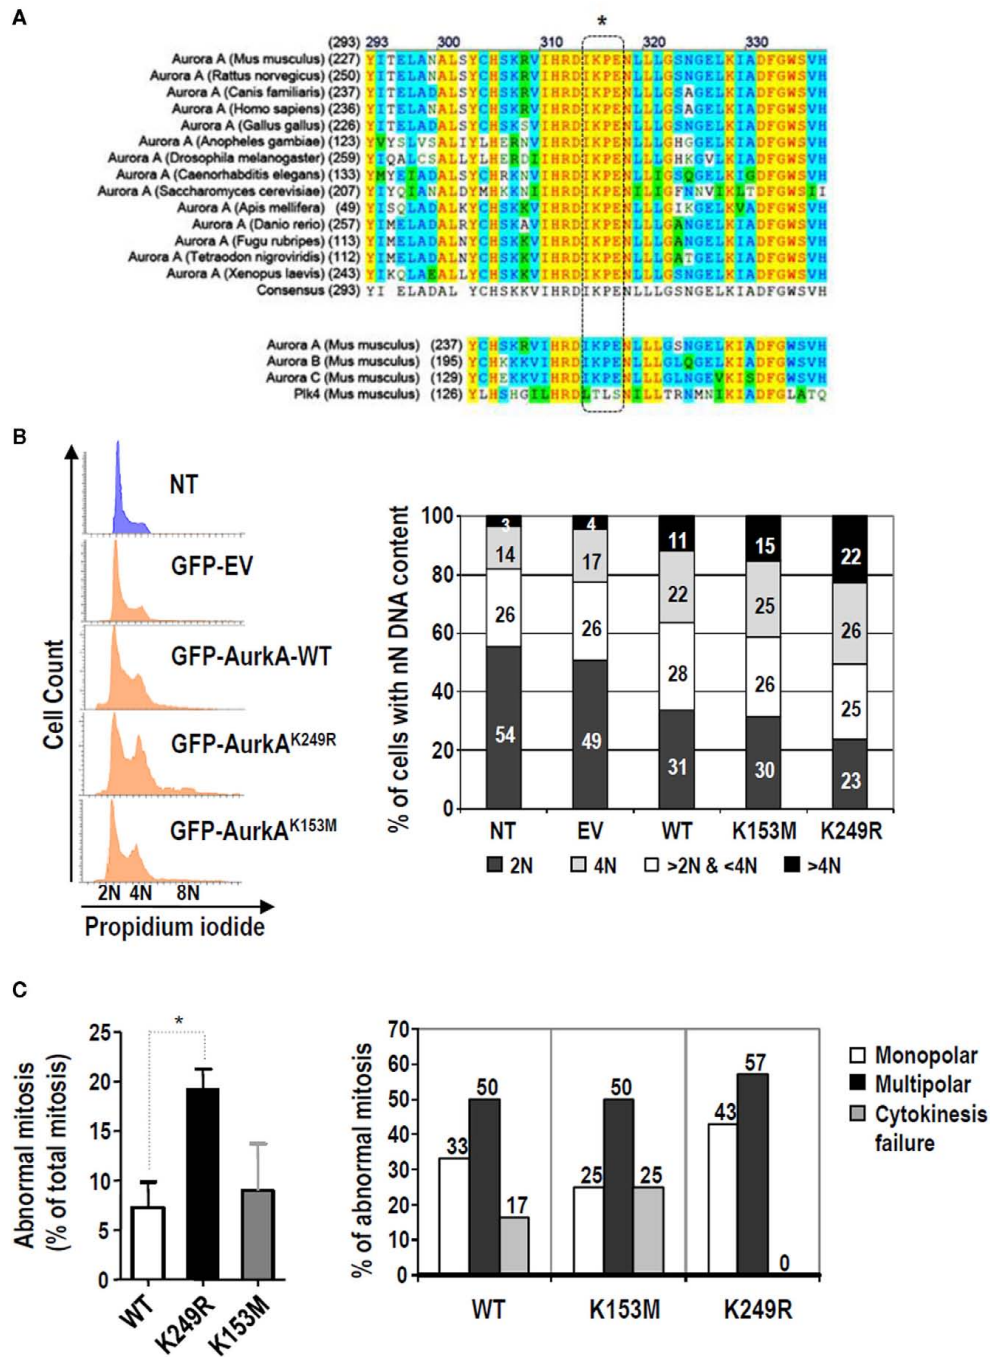 A
*
(293) 293 300 310 320 330
Aurora A (Mus musculus) (227) YITELANALSYCHSKRVIHRDIKPENLLLGSNGELKIADFGWSVH
Aurora A (Rattus norvegicus) (250) YITELANALSYCHSKRVIHRDIKPENLLLGSNGELKIADFGWSVH
Aurora A (Canis familiaris) (237) YITELADALSYCHSKRVIHRDIKPENLLLGSAGELKIADFGWSVH
Aurora A (Homo sapiens) (236) YITELANALSYCHSKRVIHRDIKPENLLLGSAGELKIADFGWSVH
Aurora A (Gallus gallus) (226) YITELADALSYCHSKSVIHRDIKPENLLLGSNGELKIADFGWSVH
Aurora A (Anopheles gambiae) (123) YVYSLVSALIYLHERDVIHRDIKPENLLLGHGGELKIADFGWSVH
Aurora A (Drosophila melanogaster) (259) YIQALCSALLYLHERDIIHRDIKPENLLLGHKGVLKIADFGWSVH
Aurora A (Caenorhabditis elegans) (133) YMYEIADALSYCHRKNVIHRDIKPENLLIGSQGELKIGDFGWSVH
Aurora A (Saccharomyces cerevisiae) (207) YIYQIANALDYMHKKNIIHRDIKPENILIGFNNVIKLTDFGWSII
Aurora A (Apis mellifera) (49) YISQLADALKYCHSKKVIHRDIKPENLLLGIKGELKVADFGWSVH
Aurora A (Danio rerio) (257) YIMELADALRYCHSKAVIHRDIKPENLLLGANGELKIADFGWSVH
Aurora A (Fugu rubripes) (113) YIMELADALNYCHSKKVIHRDIKPENLLLGANGELKIADFGWSVH
Aurora A (Tetraodon nigroviridis) (112) YIMELANALNYCHSKKVIHRDIKPENLLLGATGELKIADFGWSVH
Aurora A (Xenopus laevis) (243) YIKQLAEALLYCHSKKVIHRDIKPENLLLGSNGELKIADFGWSVH
Consensus (293) YI ELADAL YCHSKKVIHRDIKPENLLLGSNGELKIADFGWSVH
Aurora A (Mus musculus) (237) YCHSKRVIHRDIKPENLLLGSNGELKIADFGWSVH
Aurora B (Mus musculus) (195) YCHKKKVIHRDIKPENLLLGLQGELKIADFGWSVH
Aurora C (Mus musculus) (129) YCHEKKVIHRDIKPENLLLGLNGEVKISDFGWSVH
Plk4 (Mus musculus) (126) YLHSHGILHRDLTLSNILLTRNMNIKIADFGLATQ
B
NT
GFP-EV
GFP-AurkA-WT
GFP-AurkA^K249R
GFP-AurkA^K153M
Cell Count
2N 4N 8N
Propidium iodide
% of cells with nN DNA content
100
80
60
40
20
0
3 4 11 15 22
14 17 22 25 26
26 26 28 26 25
54 49 31 30 23
NT EV WT K153M K249R
2N 4N >2N & <4N >4N
C
Abnormal mitosis
(% of total mitosis)
25
20
15
10
5
0
*
WT K249R K153M
% of abnormal mitosis
70
60
50
40
30
20
10
0
33 50 17 25 50 25 43 57 0
WT K153M K249R
Monopolar
Multipolar
Cytokinesis
failure